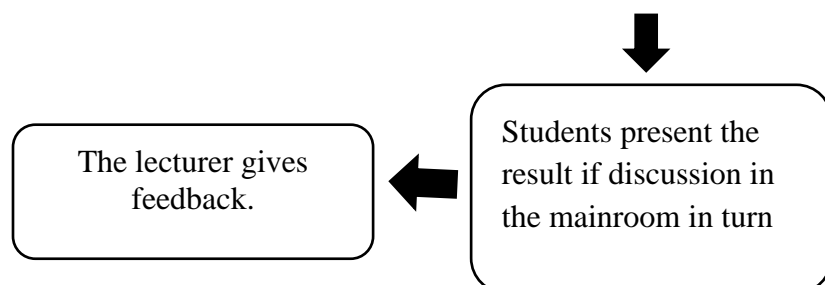 The lecturer gives
feedback.
Students present the
result if discussion in
the mainroom in turn